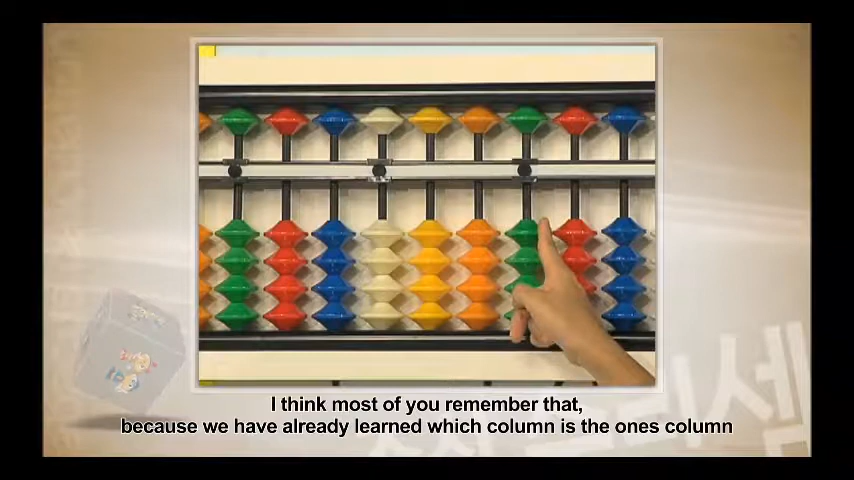 I think most of you remember that,
because we have already learned which column is the ones column